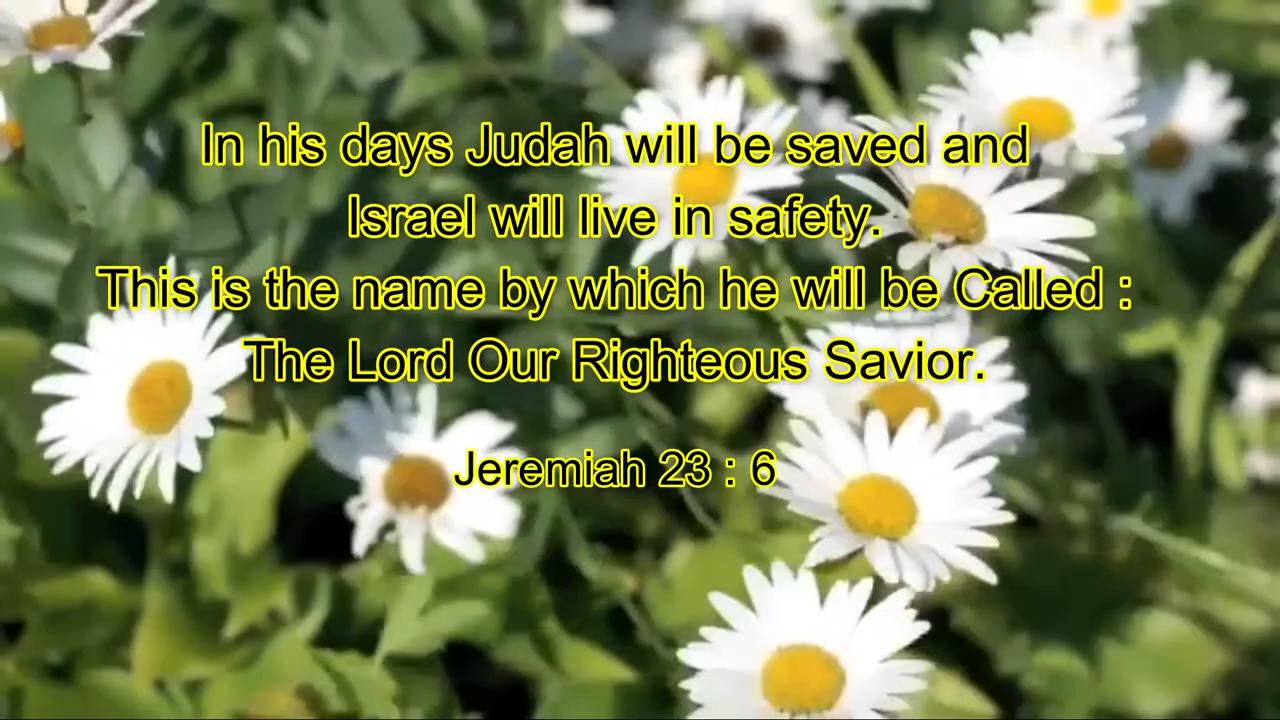 In his days Judah will be saved and
Israel will live in safety.
This is the name by which he will be Called :
The Lord Our Righteous Savior.
Jeremiah 23 : 6